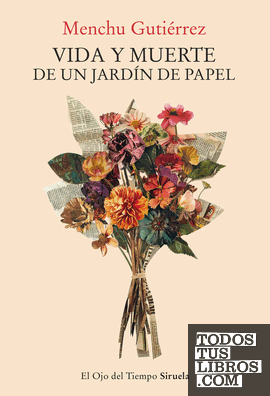 Menchu Gutiérrez
VIDA Y MUERTE
DE UN JARDÍN DE PAPEL
El Ojo del Tiempo Siruela
TODOS
TUS
LIBROS
.COM